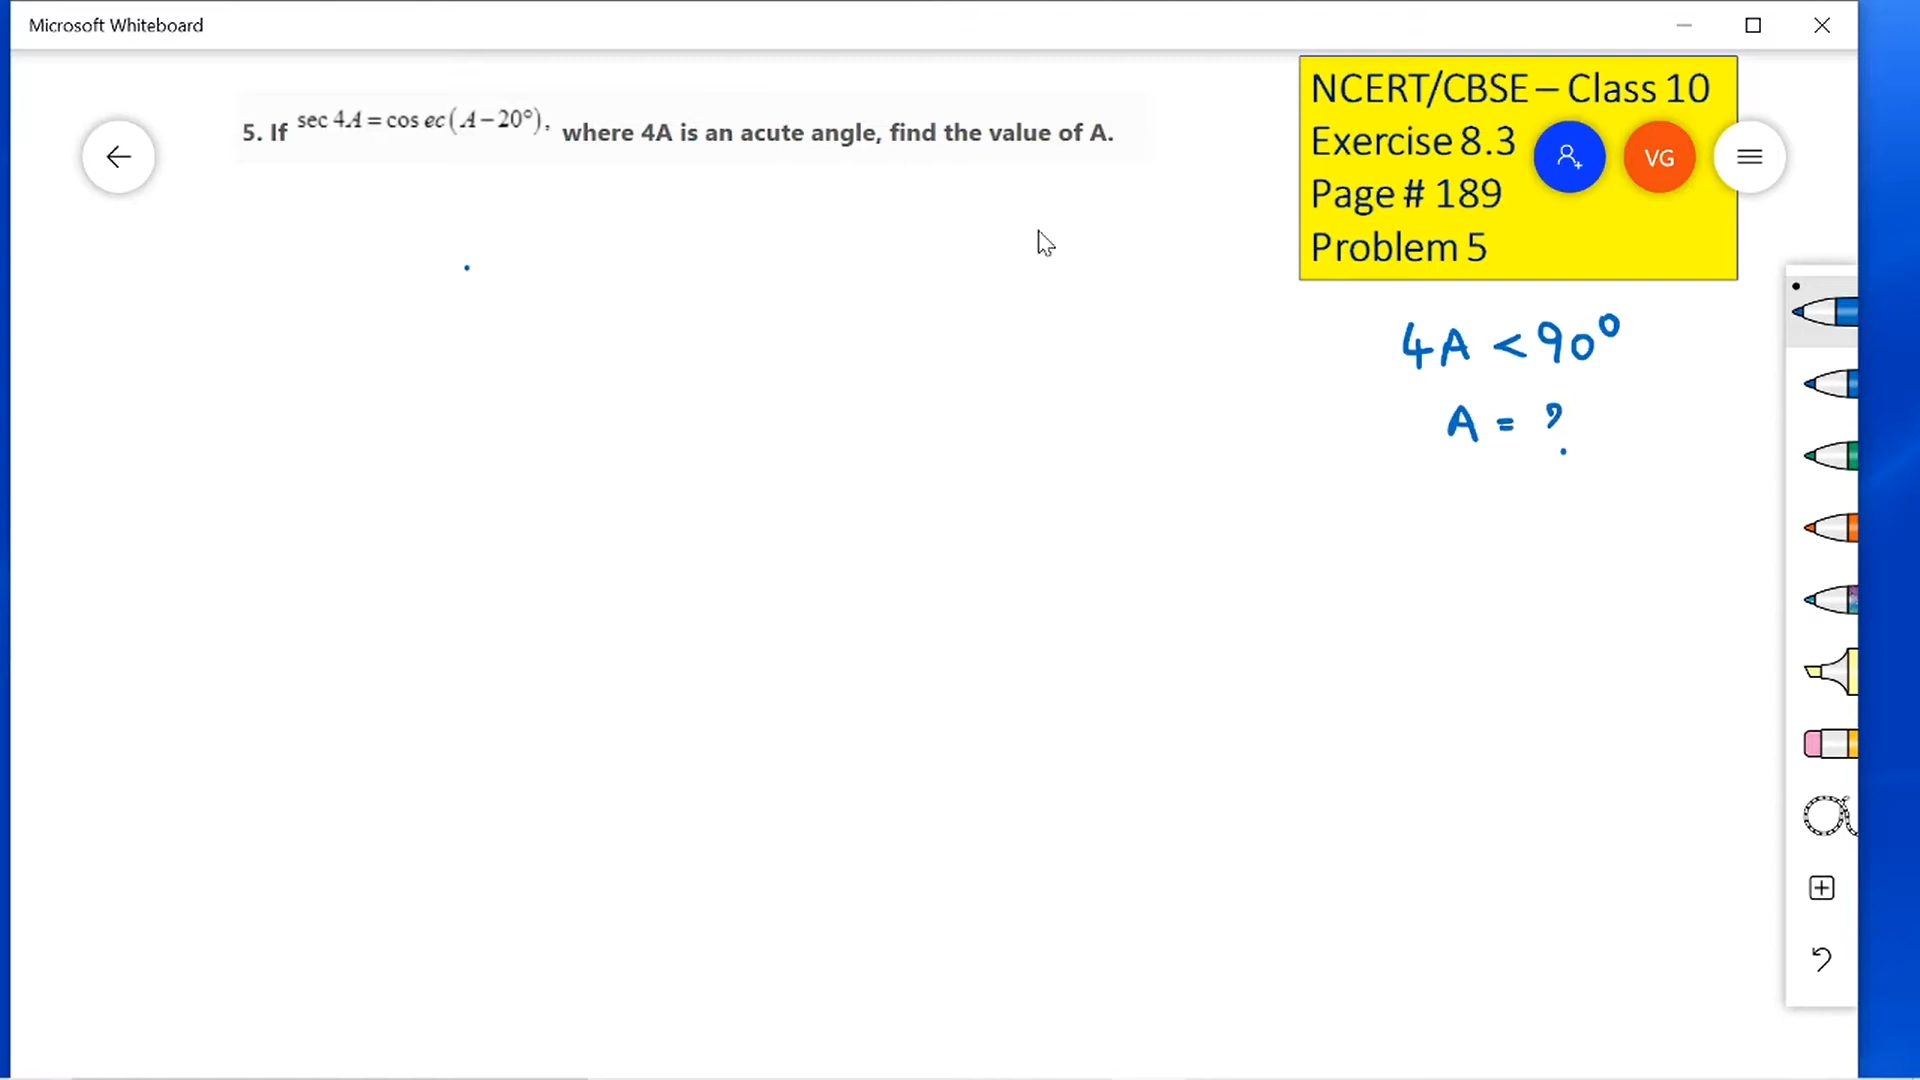 Microsoft Whiteboard
5. If sec 4A = cos ec(A−20°), where 4A is an acute angle, find the value of A.
NCERT/CBSE – Class 10
Exercise 8.3
Page # 189
Problem 5
VG
4A < 90°
A = ?